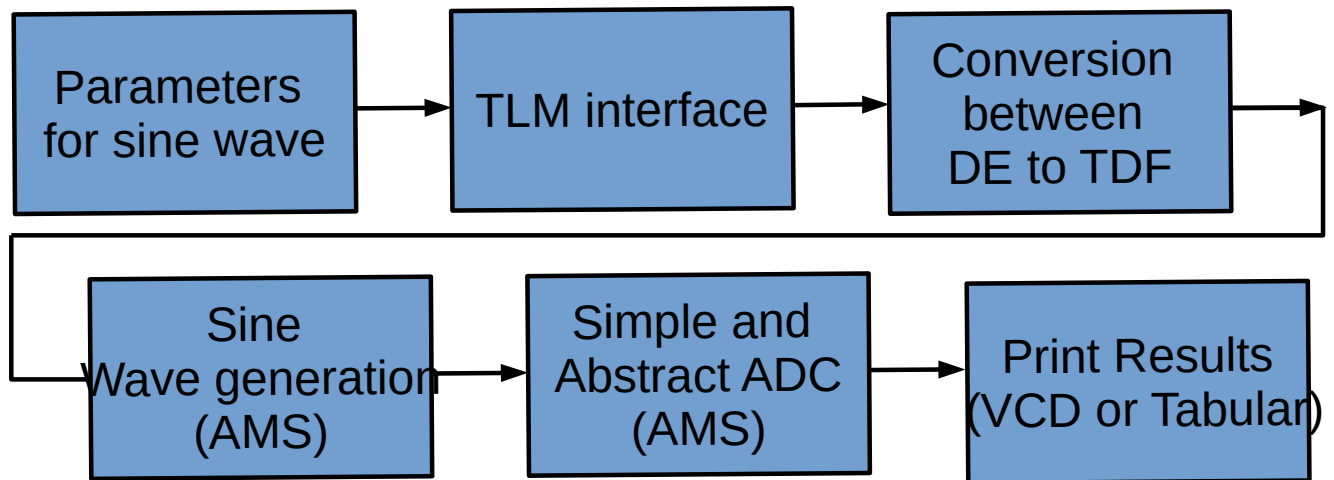 Parameters
for sine wave
TLM interface
Conversion
between
DE to TDF
Sine
Wave generation
(AMS)
Simple and
Abstract ADC
(AMS)
Print Results
(VCD or Tabular)